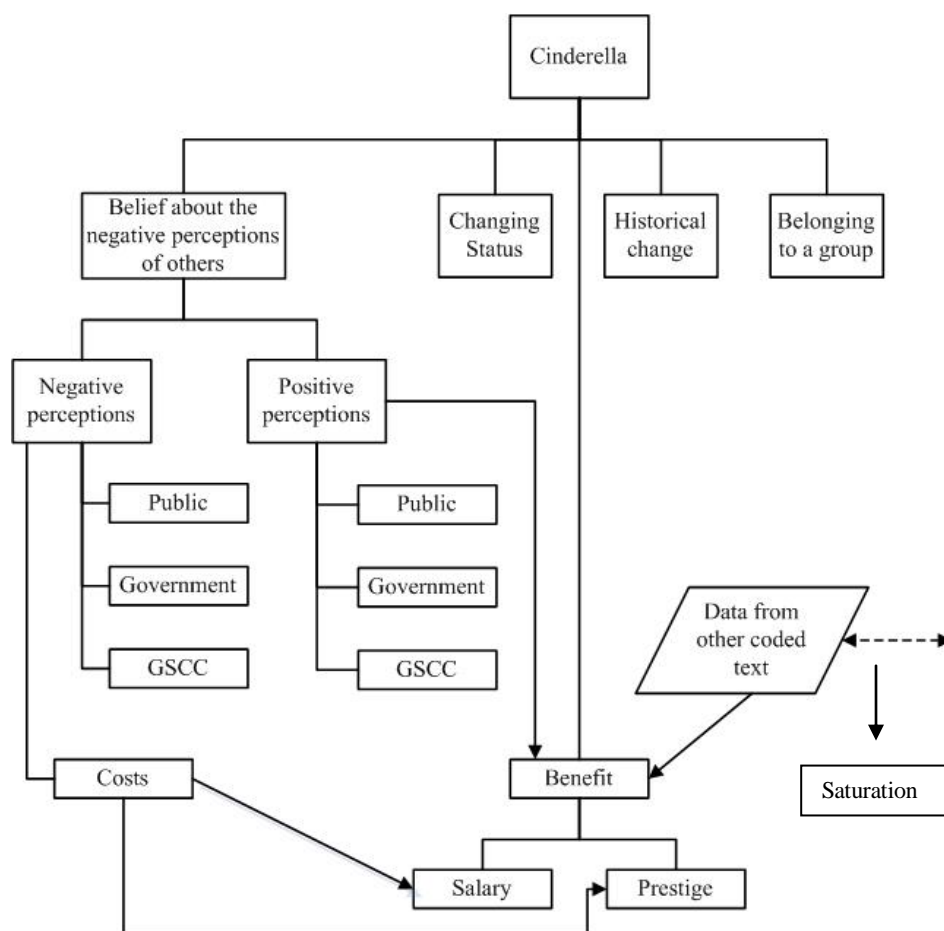 Cinderella
Belief about the
negative perceptions
of others
Changing
Status
Historical
change
Belonging
to a group
Negative
perceptions
Positive
perceptions
Public
Public
Government
Government
GSCC
GSCC
Data from
other coded
text
Costs
Benefit
Saturation
Salary
Prestige